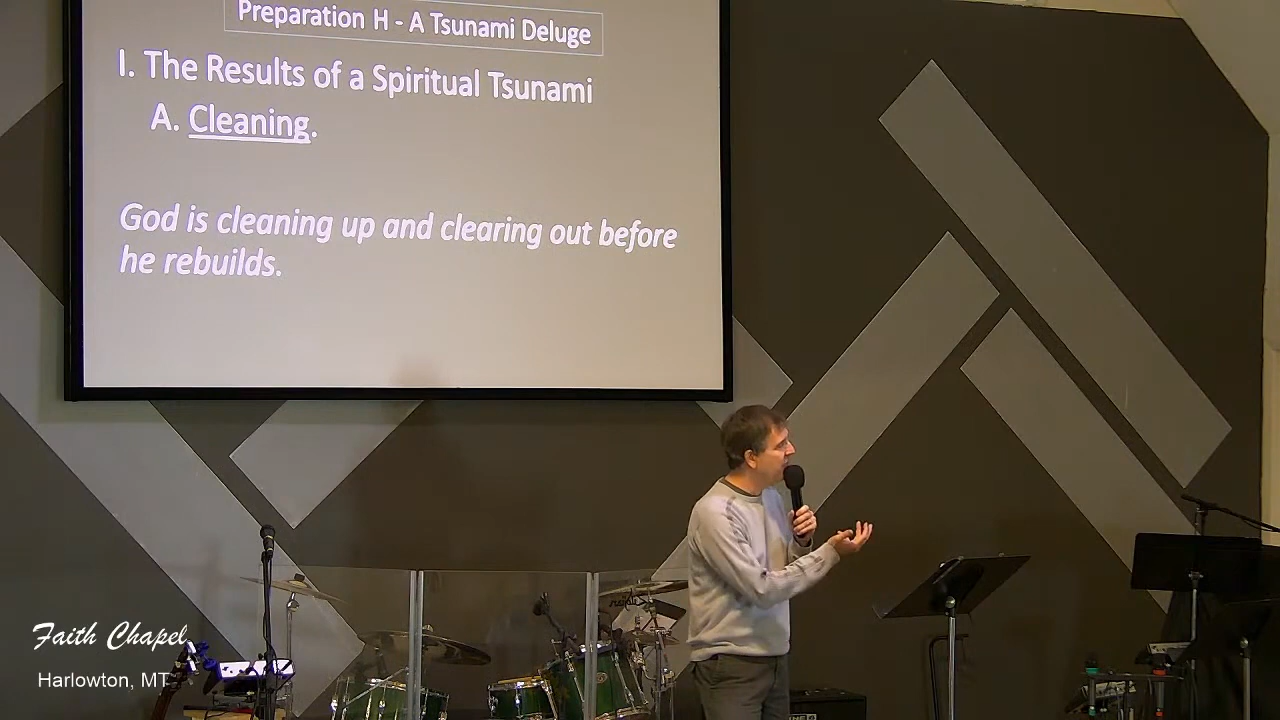 Preparation H - A Tsunami Deluge
I. The Results of a Spiritual Tsunami
A. Cleaning.
God is cleaning up and clearing out before
he rebuilds.
Faith Chapel
Harlowton, MT